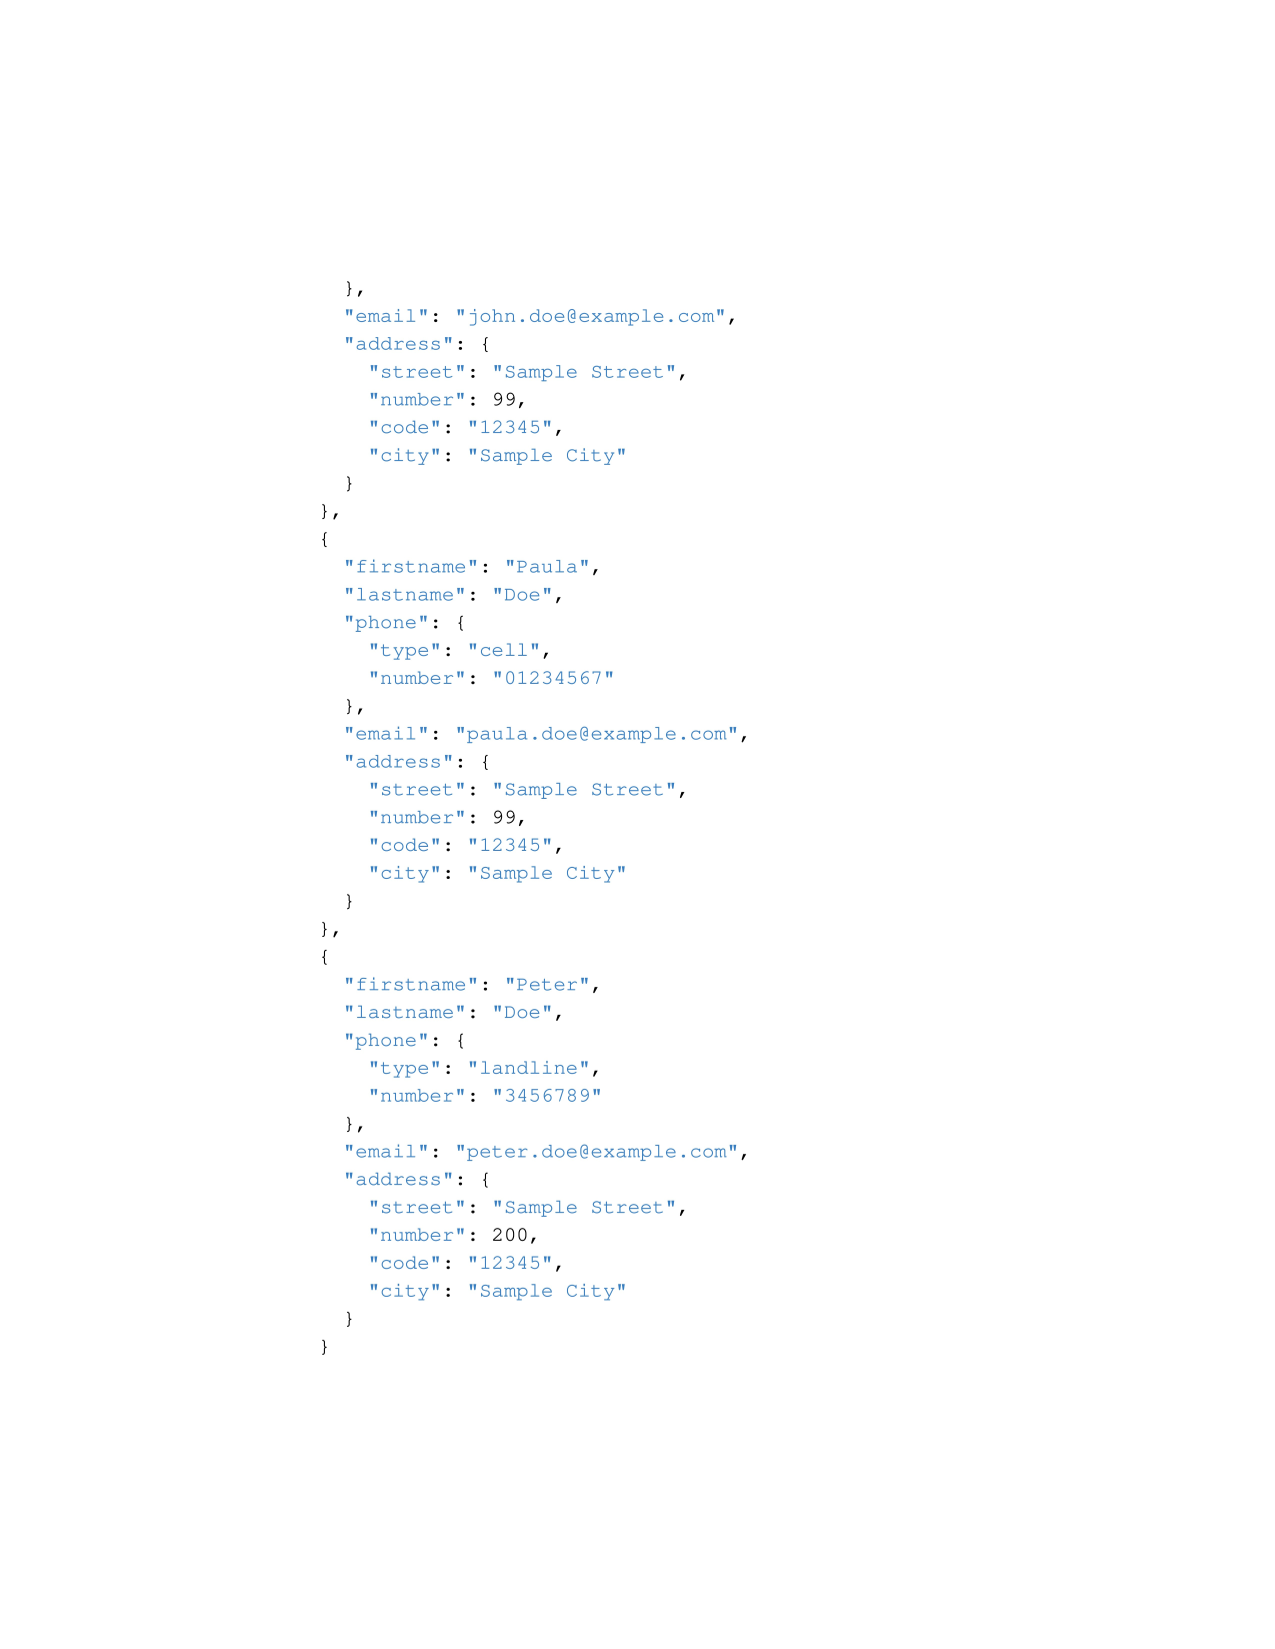 },
  "email": "john.doe@example.com",
  "address": {
    "street": "Sample Street",
    "number": 99,
    "code": "12345",
    "city": "Sample City"
  }
},
{
  "firstname": "Paula",
  "lastname": "Doe",
  "phone": {
    "type": "cell",
    "number": "01234567"
  },
  "email": "paula.doe@example.com",
  "address": {
    "street": "Sample Street",
    "number": 99,
    "code": "12345",
    "city": "Sample City"
  }
},
{
  "firstname": "Peter",
  "lastname": "Doe",
  "phone": {
    "type": "landline",
    "number": "3456789"
  },
  "email": "peter.doe@example.com",
  "address": {
    "street": "Sample Street",
    "number": 200,
    "code": "12345",
    "city": "Sample City"
  }
}